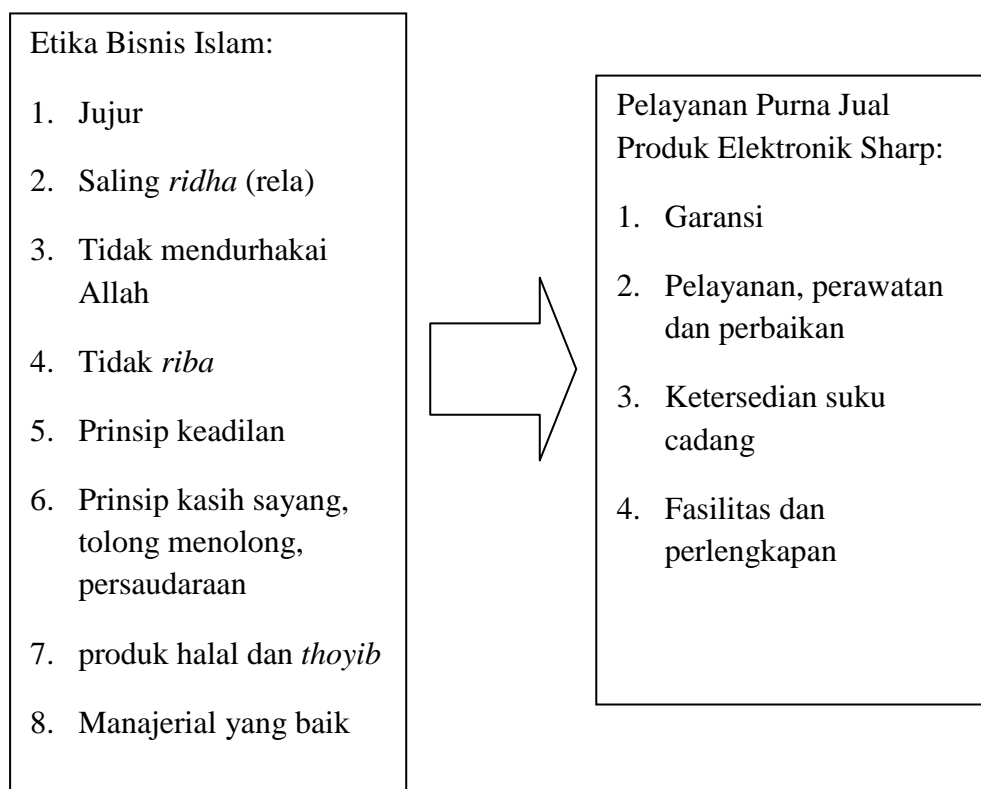 Etika Bisnis Islam:
1. Jujur
2. Saling ridha (rela)
3. Tidak mendurhakai
Allah
4. Tidak riba
5. Prinsip keadilan
6. Prinsip kasih sayang,
tolong menolong,
persaudaraan
7. produk halal dan thoyib
8. Manajerial yang baik
Pelayanan Purna Jual
Produk Elektronik Sharp:
1. Garansi
2. Pelayanan, perawatan
dan perbaikan
3. Ketersedian suku
cadang
4. Fasilitas dan
perlengkapan